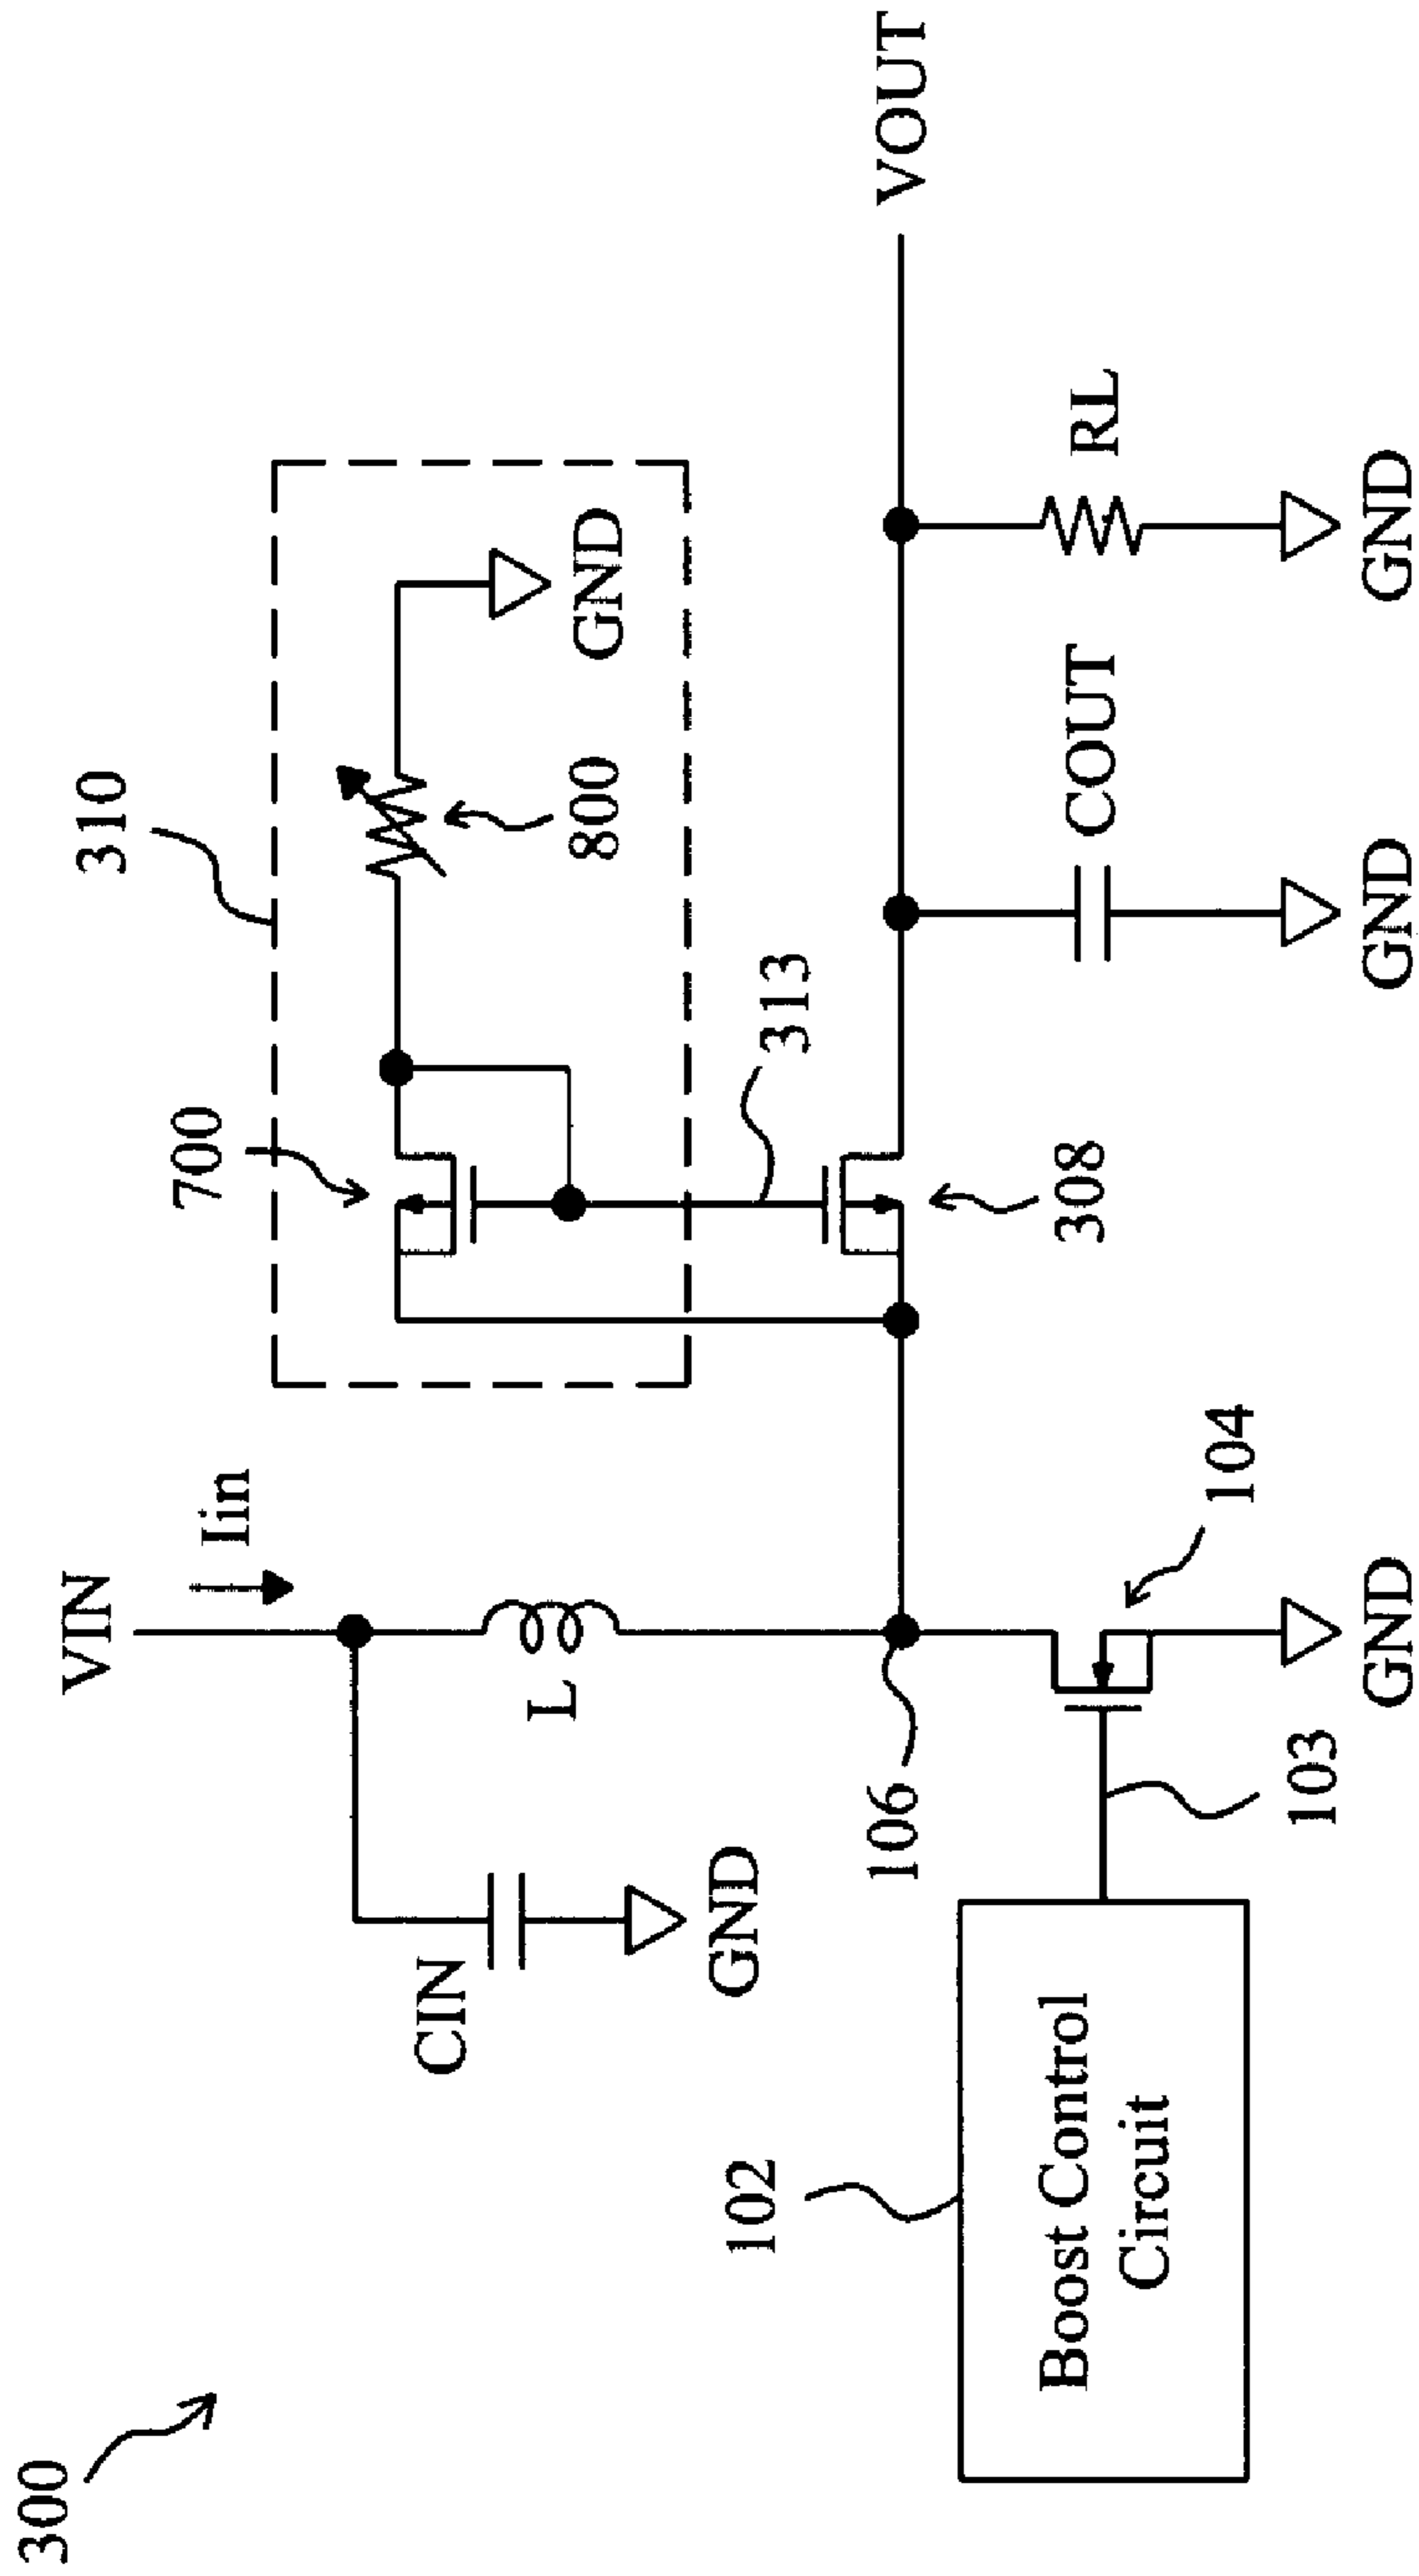 300
VIN
Iin
310
700
GND
800
CIN
L
GND
313
VOUT
106
308
COUT
RL
102
Boost Control
Circuit
103
104
GND
GND
GND